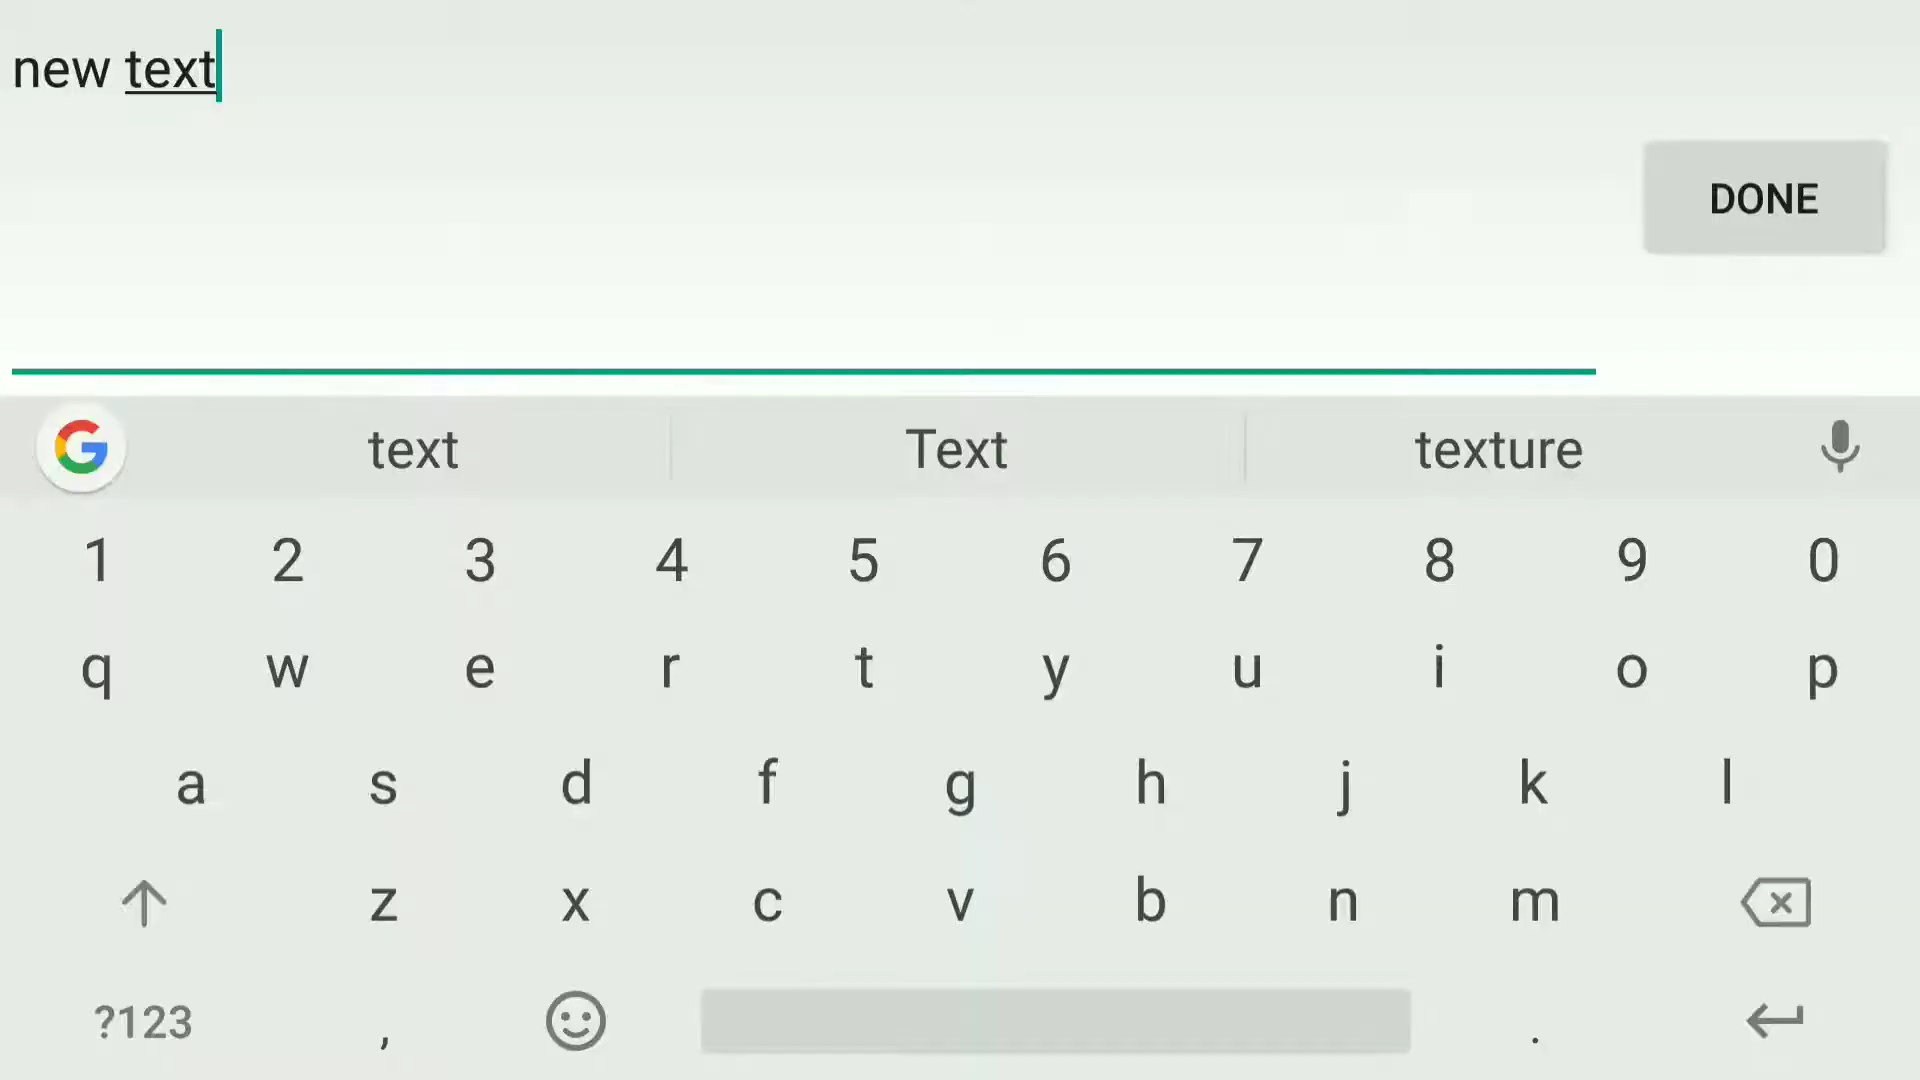 new text
DONE
text Text texture
1 2 3 4 5 6 7 8 9 0
q w e r t y u i o p
a s d f g h j k l
z x c v b n m
?123 , .